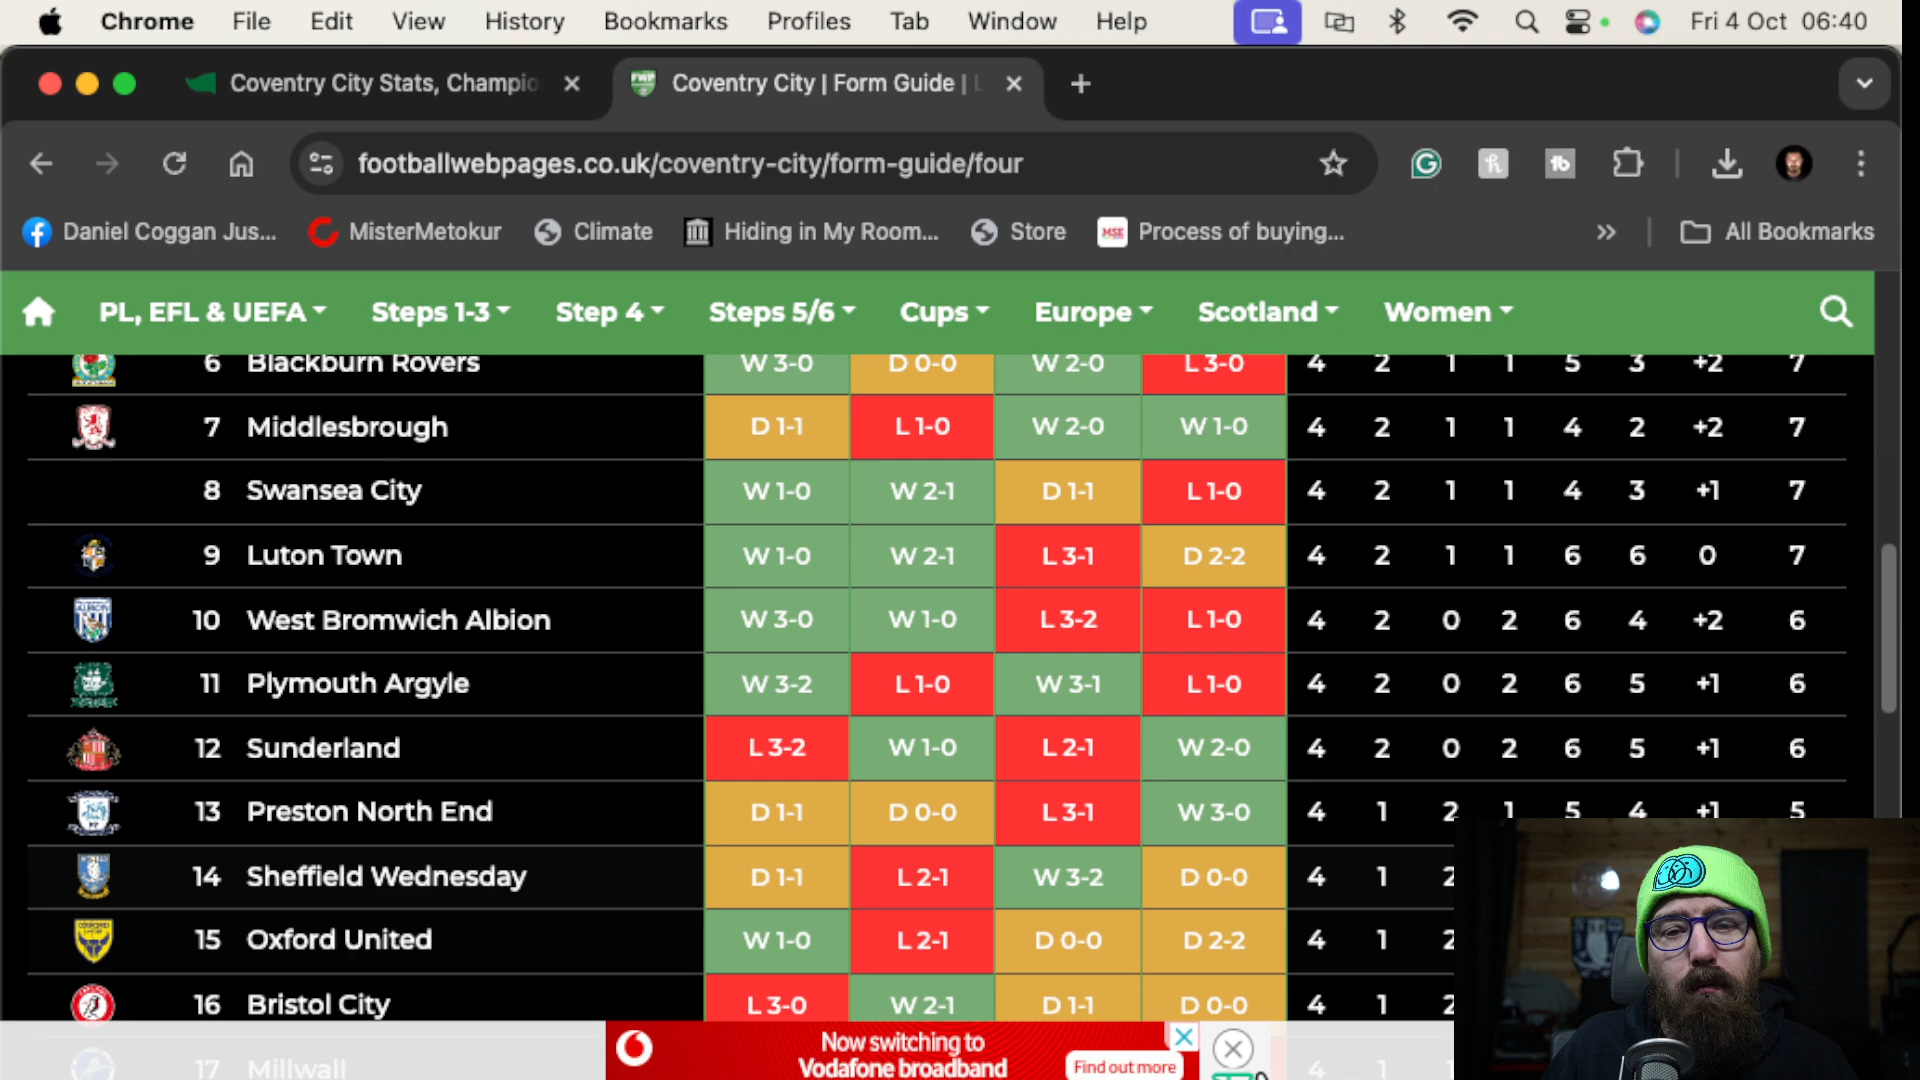 Chrome File Edit View History Bookmarks Profiles Tab Window Help Fri 4 Oct 06:40
Coventry City Stats, Champio Coventry City | Form Guide |
footballwebpages.co.uk/coventry-city/form-guide/four
Daniel Coggan Jus... MisterMetokur Climate Hiding in My Room... MSE Store Process of buying... All Bookmarks
PL, EFL & UEFA Steps 1-3 Step 4 Steps 5/6 Cups Europe Scotland Women
6 Blackburn Rovers W 3-0 D 0-0 W 2-0 L 3-0 4 2 1 1 5 3 +2 7
7 Middlesbrough D 1-1 L 1-0 W 2-0 W 1-0 4 2 1 1 4 2 +2 7
8 Swansea City W 1-0 W 2-1 D 1-1 L 1-0 4 2 1 1 4 3 +1 7
9 Luton Town W 1-0 W 2-1 L 3-1 D 2-2 4 2 1 1 6 6 0 7
10 West Bromwich Albion W 3-0 W 1-0 L 3-2 L 1-0 4 2 0 2 6 4 +2 6
11 Plymouth Argyle W 3-2 L 1-0 W 3-1 L 1-0 4 2 0 2 6 5 +1 6
12 Sunderland L 3-2 W 1-0 L 2-1 W 2-0 4 2 0 2 6 5 +1 6
13 Preston North End D 1-1 D 0-0 L 3-1 W 3-0 4 1 2 1 5 4 +1 5
14 Sheffield Wednesday D 1-1 L 2-1 W 3-2 D 0-0 4 1 2
15 Oxford United W 1-0 L 2-1 D 0-0 D 2-2 4 1 2
16 Bristol City L 3-0 W 2-1 D 1-1 D 0-0 4 1 2
17 Millwall 4 1
Now switching to
Vodafone broadband
Find out more